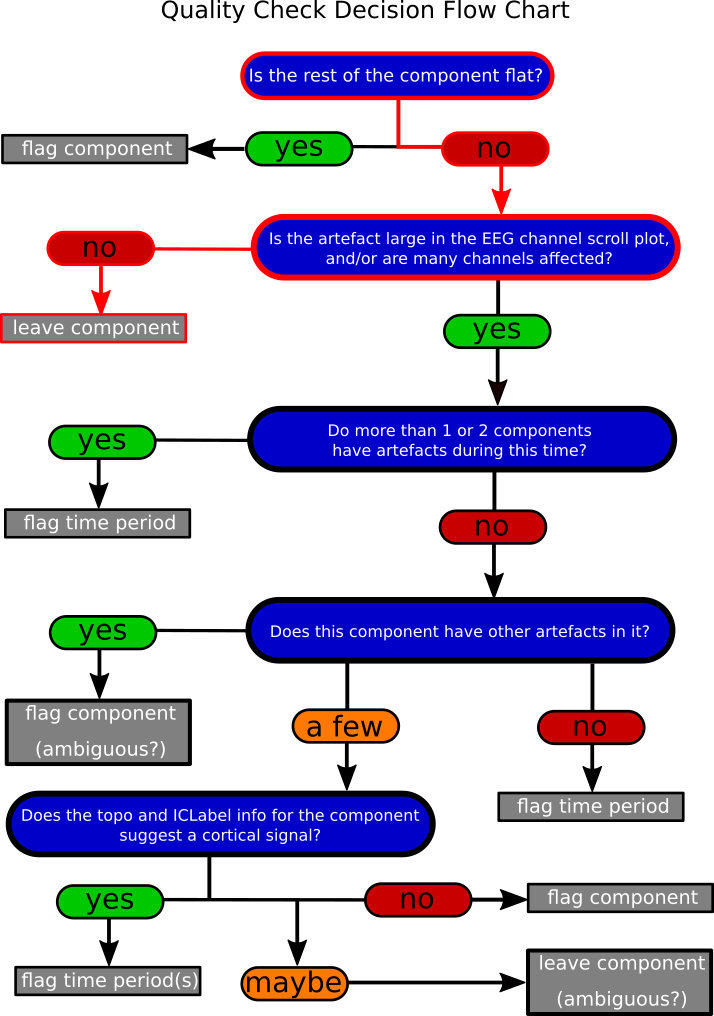 Quality Check Decision Flow Chart
Is the rest of the component flat?
flag component
yes
no
no
Is the artefact large in the EEG channel scroll plot,
and/or are many channels affected?
leave component
yes
yes
Do more than 1 or 2 components
have artefacts during this time?
flag time period
no
yes
Does this component have other artefacts in it?
flag component
(ambiguous?)
a few
no
flag time period
Does the topo and ICLabel info for the component
suggest a cortical signal?
yes
no
flag component
flag time period(s)
maybe
leave component
(ambiguous?)